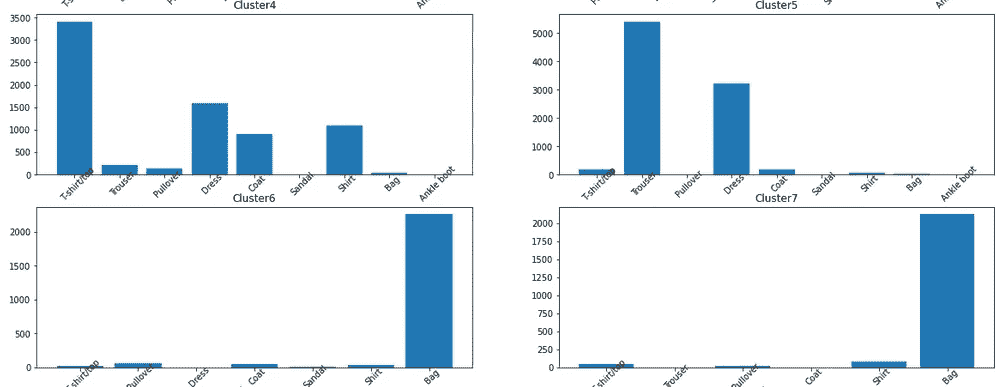 Cluster4
3500
3000
2500
2000
1500
1000
500
0
T-shirt/top
Trouser
Pullover
Dress
Coat
Sandal
Shirt
Bag
Ankle boot
Cluster5
5000
4000
3000
2000
1000
0
T-shirt/top
Trouser
Pullover
Dress
Coat
Sandal
Shirt
Bag
Ankle boot
Cluster6
2000
1500
1000
500
0
T-shirt/top
Pullover
Dress
Coat
Sandal
Shirt
Bag
Cluster7
2000
1750
1500
1250
1000
750
500
250
0
T-shirt/top
Trouser
Pullover
Coat
Shirt
Bag